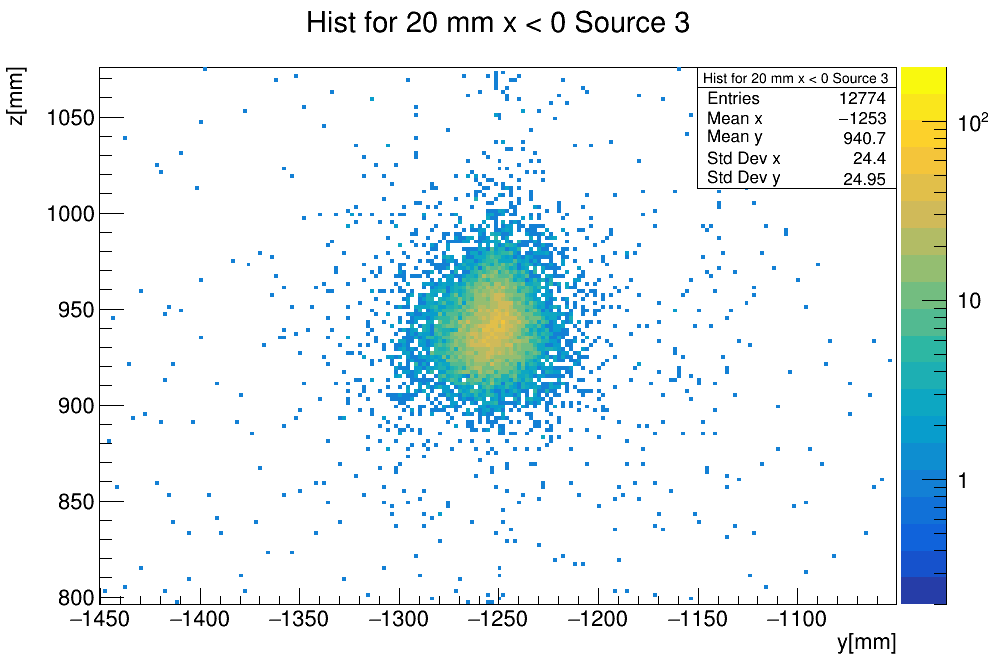 Hist for 20 mm x < 0 Source 3
z[mm]
Hist for 20 mm x < 0 Source 3
Entries 12774
Mean x −1253
Mean y 940.7
Std Dev x 24.4
Std Dev y 24.95
1050
1000
950
900
850
800
−1450 −1400 −1350 −1300 −1250 −1200 −1150 −1100
y[mm]
10²
10
1